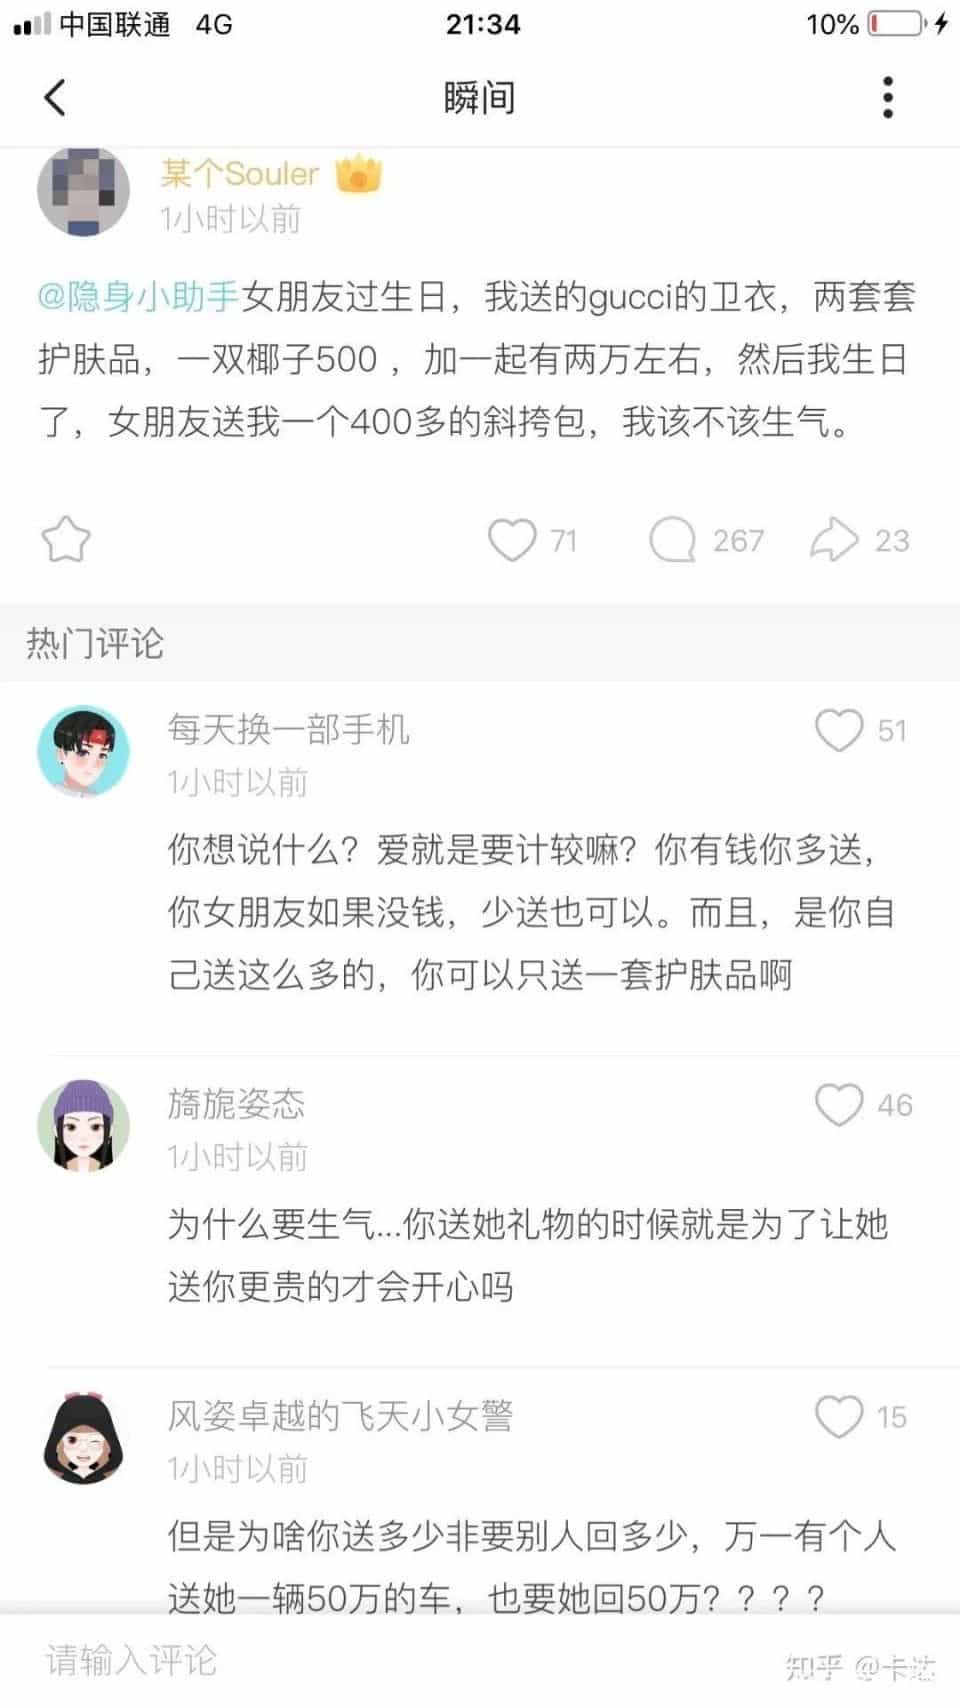 中国联通 4G 21:34 10%
瞬间
某个Souler
1小时以前
@隐身小助手女朋友过生日，我送的gucci的卫衣，两套套
护肤品，一双椰子500 ，加一起有两万左右，然后我生日
了，女朋友送我一个400多的斜挎包，我该不该生气。
71 267 23
热门评论
每天换一部手机 51
1小时以前
你想说什么？爱就是要计较嘛？你有钱你多送，
你女朋友如果没钱，少送也可以。而且，是你自
己送这么多的，你可以只送一套护肤品啊
旖旎姿态 46
1小时以前
为什么要生气...你送她礼物的时候就是为了让她
送你更贵的才会开心吗
风姿卓越的飞天小女警 15
1小时以前
但是为啥你送多少非要别人回多少，万一有个人
送她一辆50万的车，也要她回50万？？？？
请输入评论
知乎 @卡达